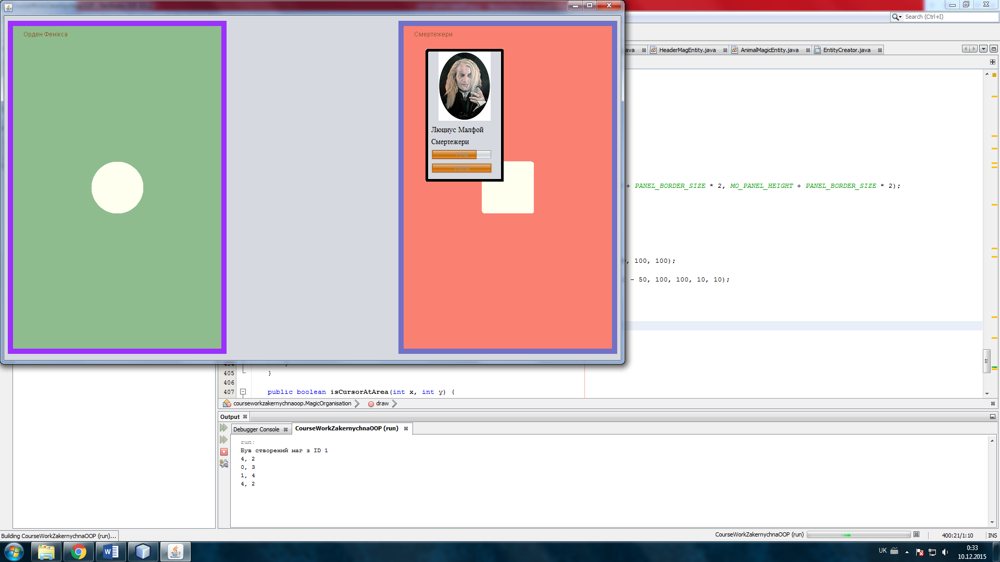 Орден Фенікса
Смертежери
Люциус Малфой
Смертежери
75%
100%
Search (Ctrl+I)
ava
HeaderMagEntity.java
AnimalMagicEntity.java
EntityCreator.java
+ PANEL_BORDER_SIZE * 2, MO_PANEL_HEIGHT + PANEL_BORDER_SIZE * 2);
, 100, 100);
- 50, 100, 100, 10, 10);
405 }
406
407 public boolean isCursorAtArea(int x, int y) {
courseworkzakernychnaoop.MagicOrganisation
draw
Output
Debugger Console
CourseWorkZakernychnaOOP (run)
run:
Був створений маг з ID 1
4, 2
0, 3
1, 4
4, 2
Building CourseWorkZakernychnaOOP (run)...
CourseWorkZakernychnaOOP (run)
400:21/1:10
INS
UK
0:33
10.12.2015